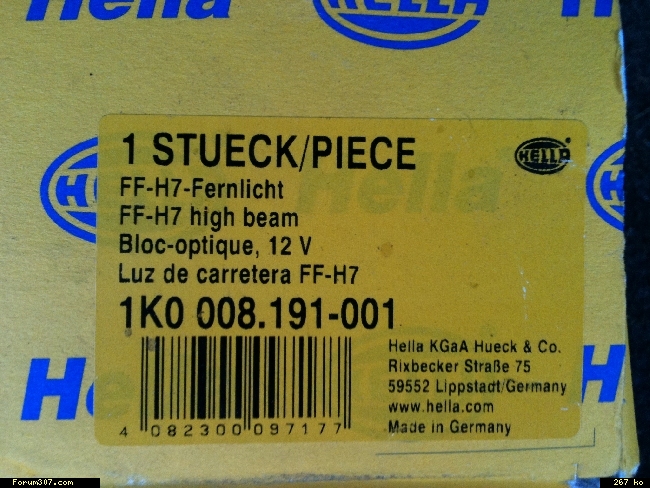 Hella
HELLA
H
1 STUECK/PIECE
HELLA
FF-H7-Fernlicht
FF-H7 high beam
Hella
Bloc-optique, 12 V
Luz de carretera FF-H7
1K0 008.191-001
Hella KGaA Hueck & Co.
Rixbecker Straße 75
59552 Lippstadt/Germany
www.hella.com
Made in Germany
4 082300 097177
Forum307.com
267 ko